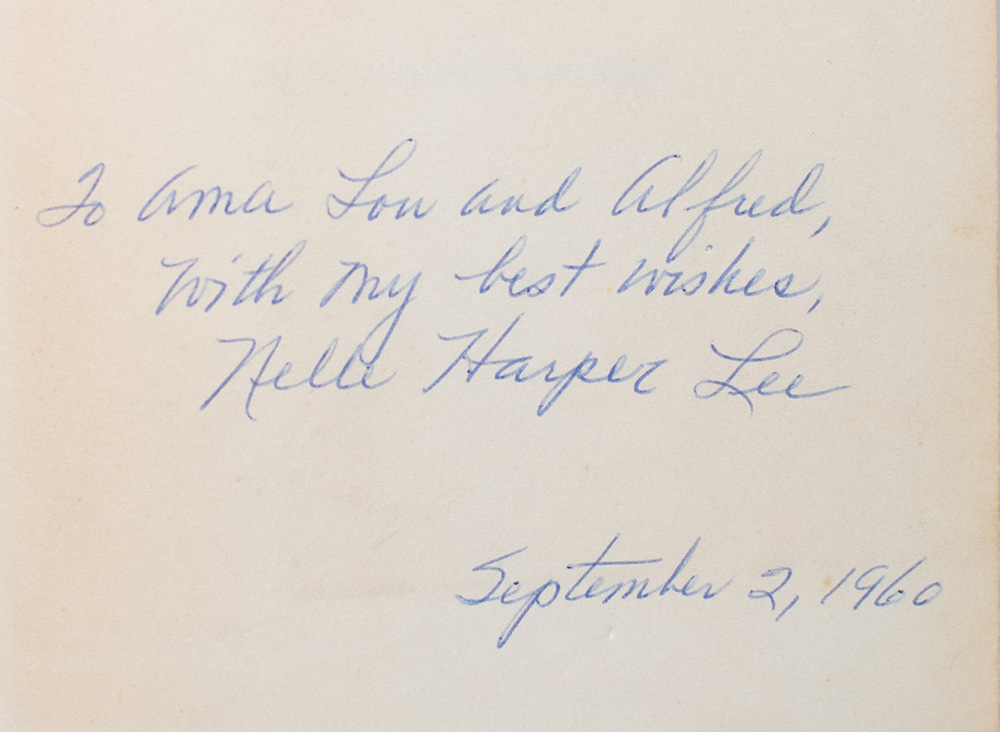 To Ama Lou and Alfred,
With my best wishes,
Nelle Harper Lee
September 2, 1960